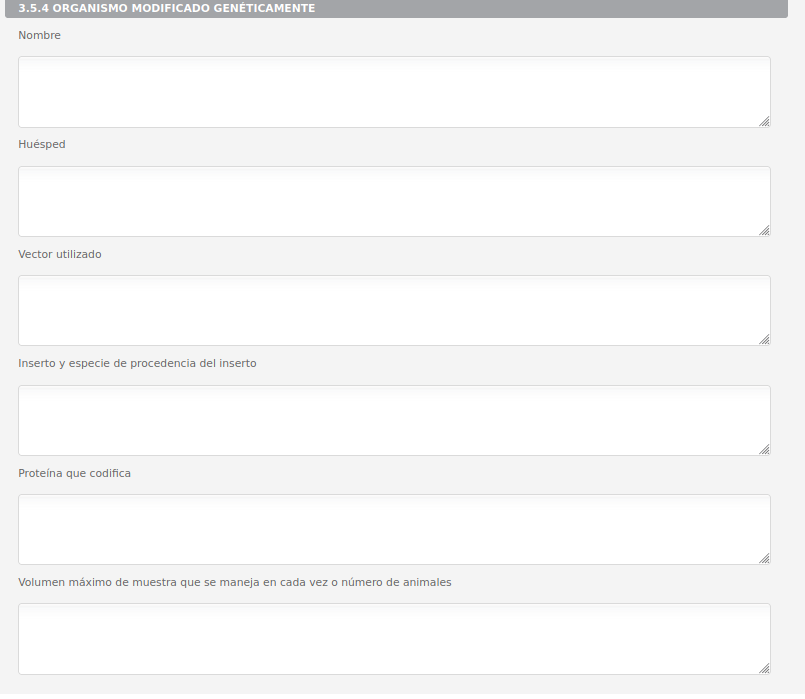 3.5.4 ORGANISMO MODIFICADO GENÉTICAMENTE
Nombre
Huésped
Vector utilizado
Inserto y especie de procedencia del inserto
Proteína que codifica
Volumen máximo de muestra que se maneja en cada vez o número de animales